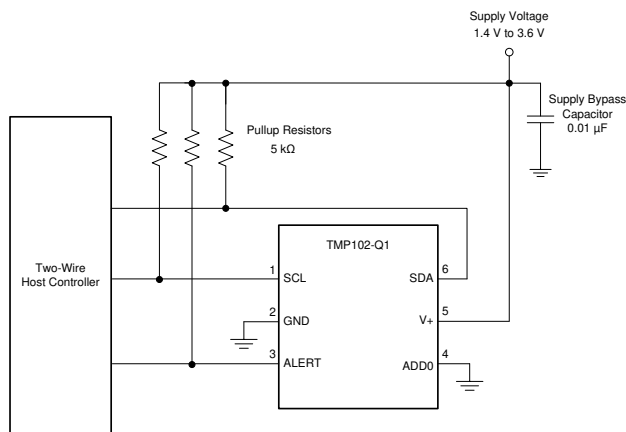 Supply Voltage
1.4 V to 3.6 V
Supply Bypass
Capacitor
0.01 µF
Pullup Resistors
5 kΩ
Two-Wire
Host Controller
TMP102-Q1
1
SCL
SDA
6
2
GND
V+
5
3
ALERT
ADD0
4